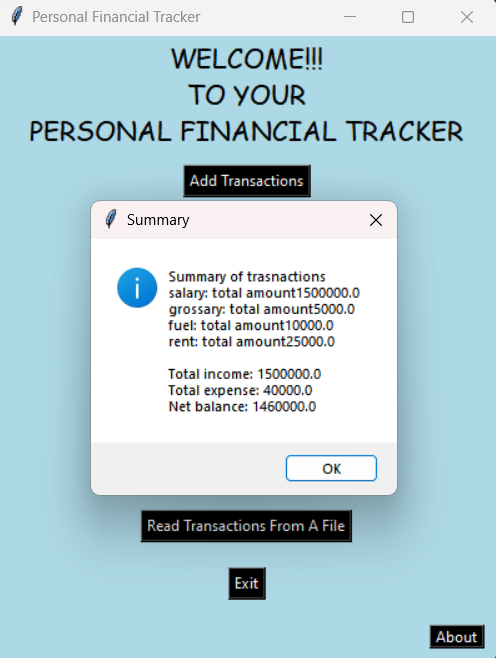 Personal Financial Tracker
WELCOME!!!
TO YOUR
PERSONAL FINANCIAL TRACKER
Add Transactions
Summary
Summary of trasnactions
salary: total amount1500000.0
grossary: total amount5000.0
fuel: total amount10000.0
rent: total amount25000.0
Total income: 1500000.0
Total expense: 40000.0
Net balance: 1460000.0
OK
Read Transactions From A File
Exit
About